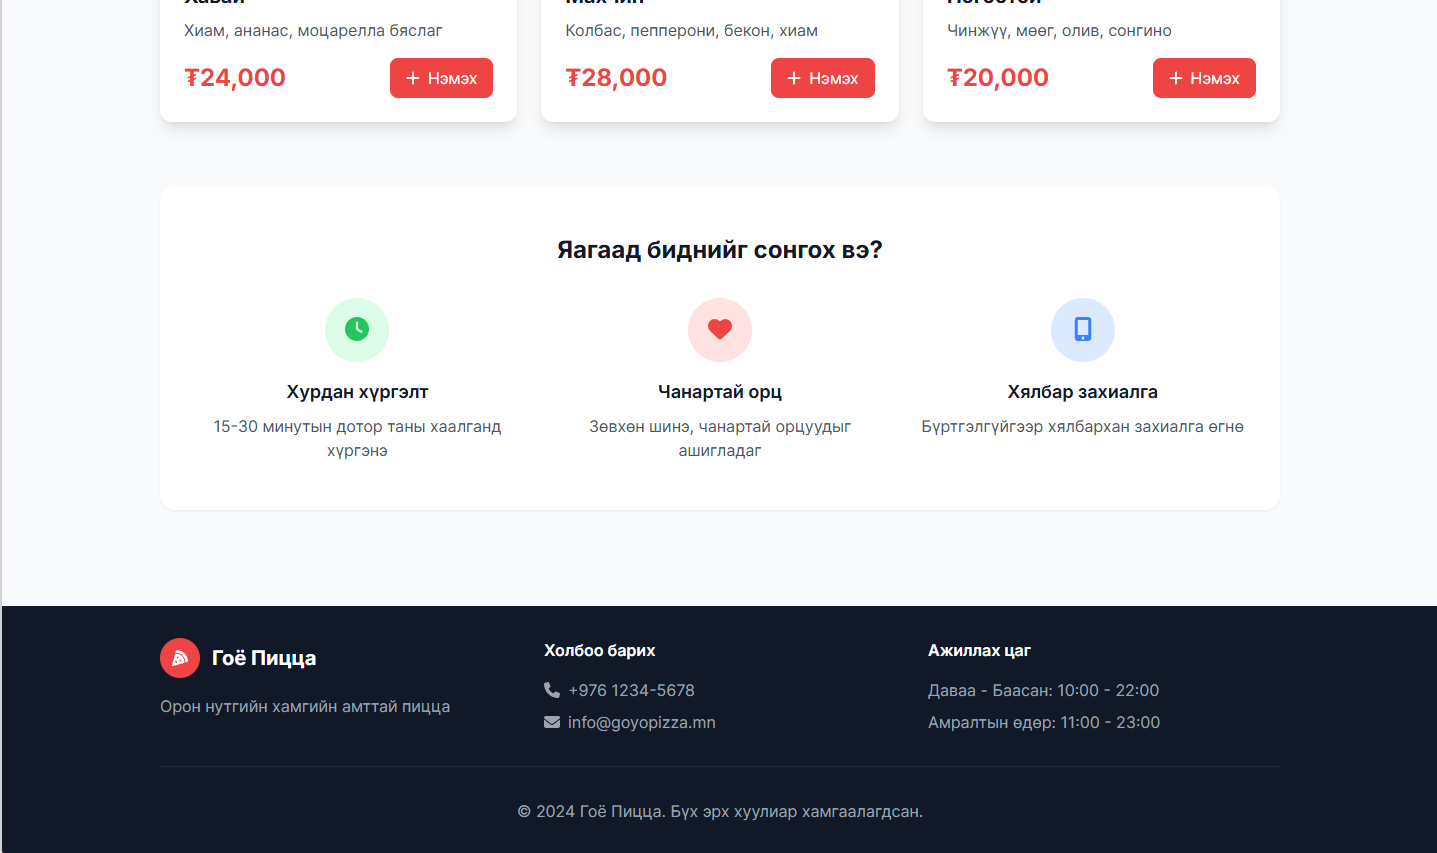 Хавай
Махчин
Ногоотой
Хиам, ананас, моцарелла бяслаг
Колбас, пепперони, бекон, хиам
Чинжүү, мөөг, олив, сонгино
₮24,000
Нэмэх
₮28,000
Нэмэх
₮20,000
Нэмэх
Яагаад биднийг сонгох вэ?
Хурдан хүргэлт
15-30 минутын дотор таны хаалганд
хүргэнэ
Чанартай орц
Зөвхөн шинэ, чанартай орцуудыг
ашигладаг
Хялбар захиалга
Бүртгэлгүйгээр хялбархан захиалга өгнө
Гоё Пицца
Орон нутгийн хамгийн амттай пицца
Холбоо барих
+976 1234-5678
info@goyopizza.mn
Ажиллах цаг
Даваа - Баасан: 10:00 - 22:00
Амралтын өдөр: 11:00 - 23:00
© 2024 Гоё Пицца. Бүх эрх хуулиар хамгаалагдсан.